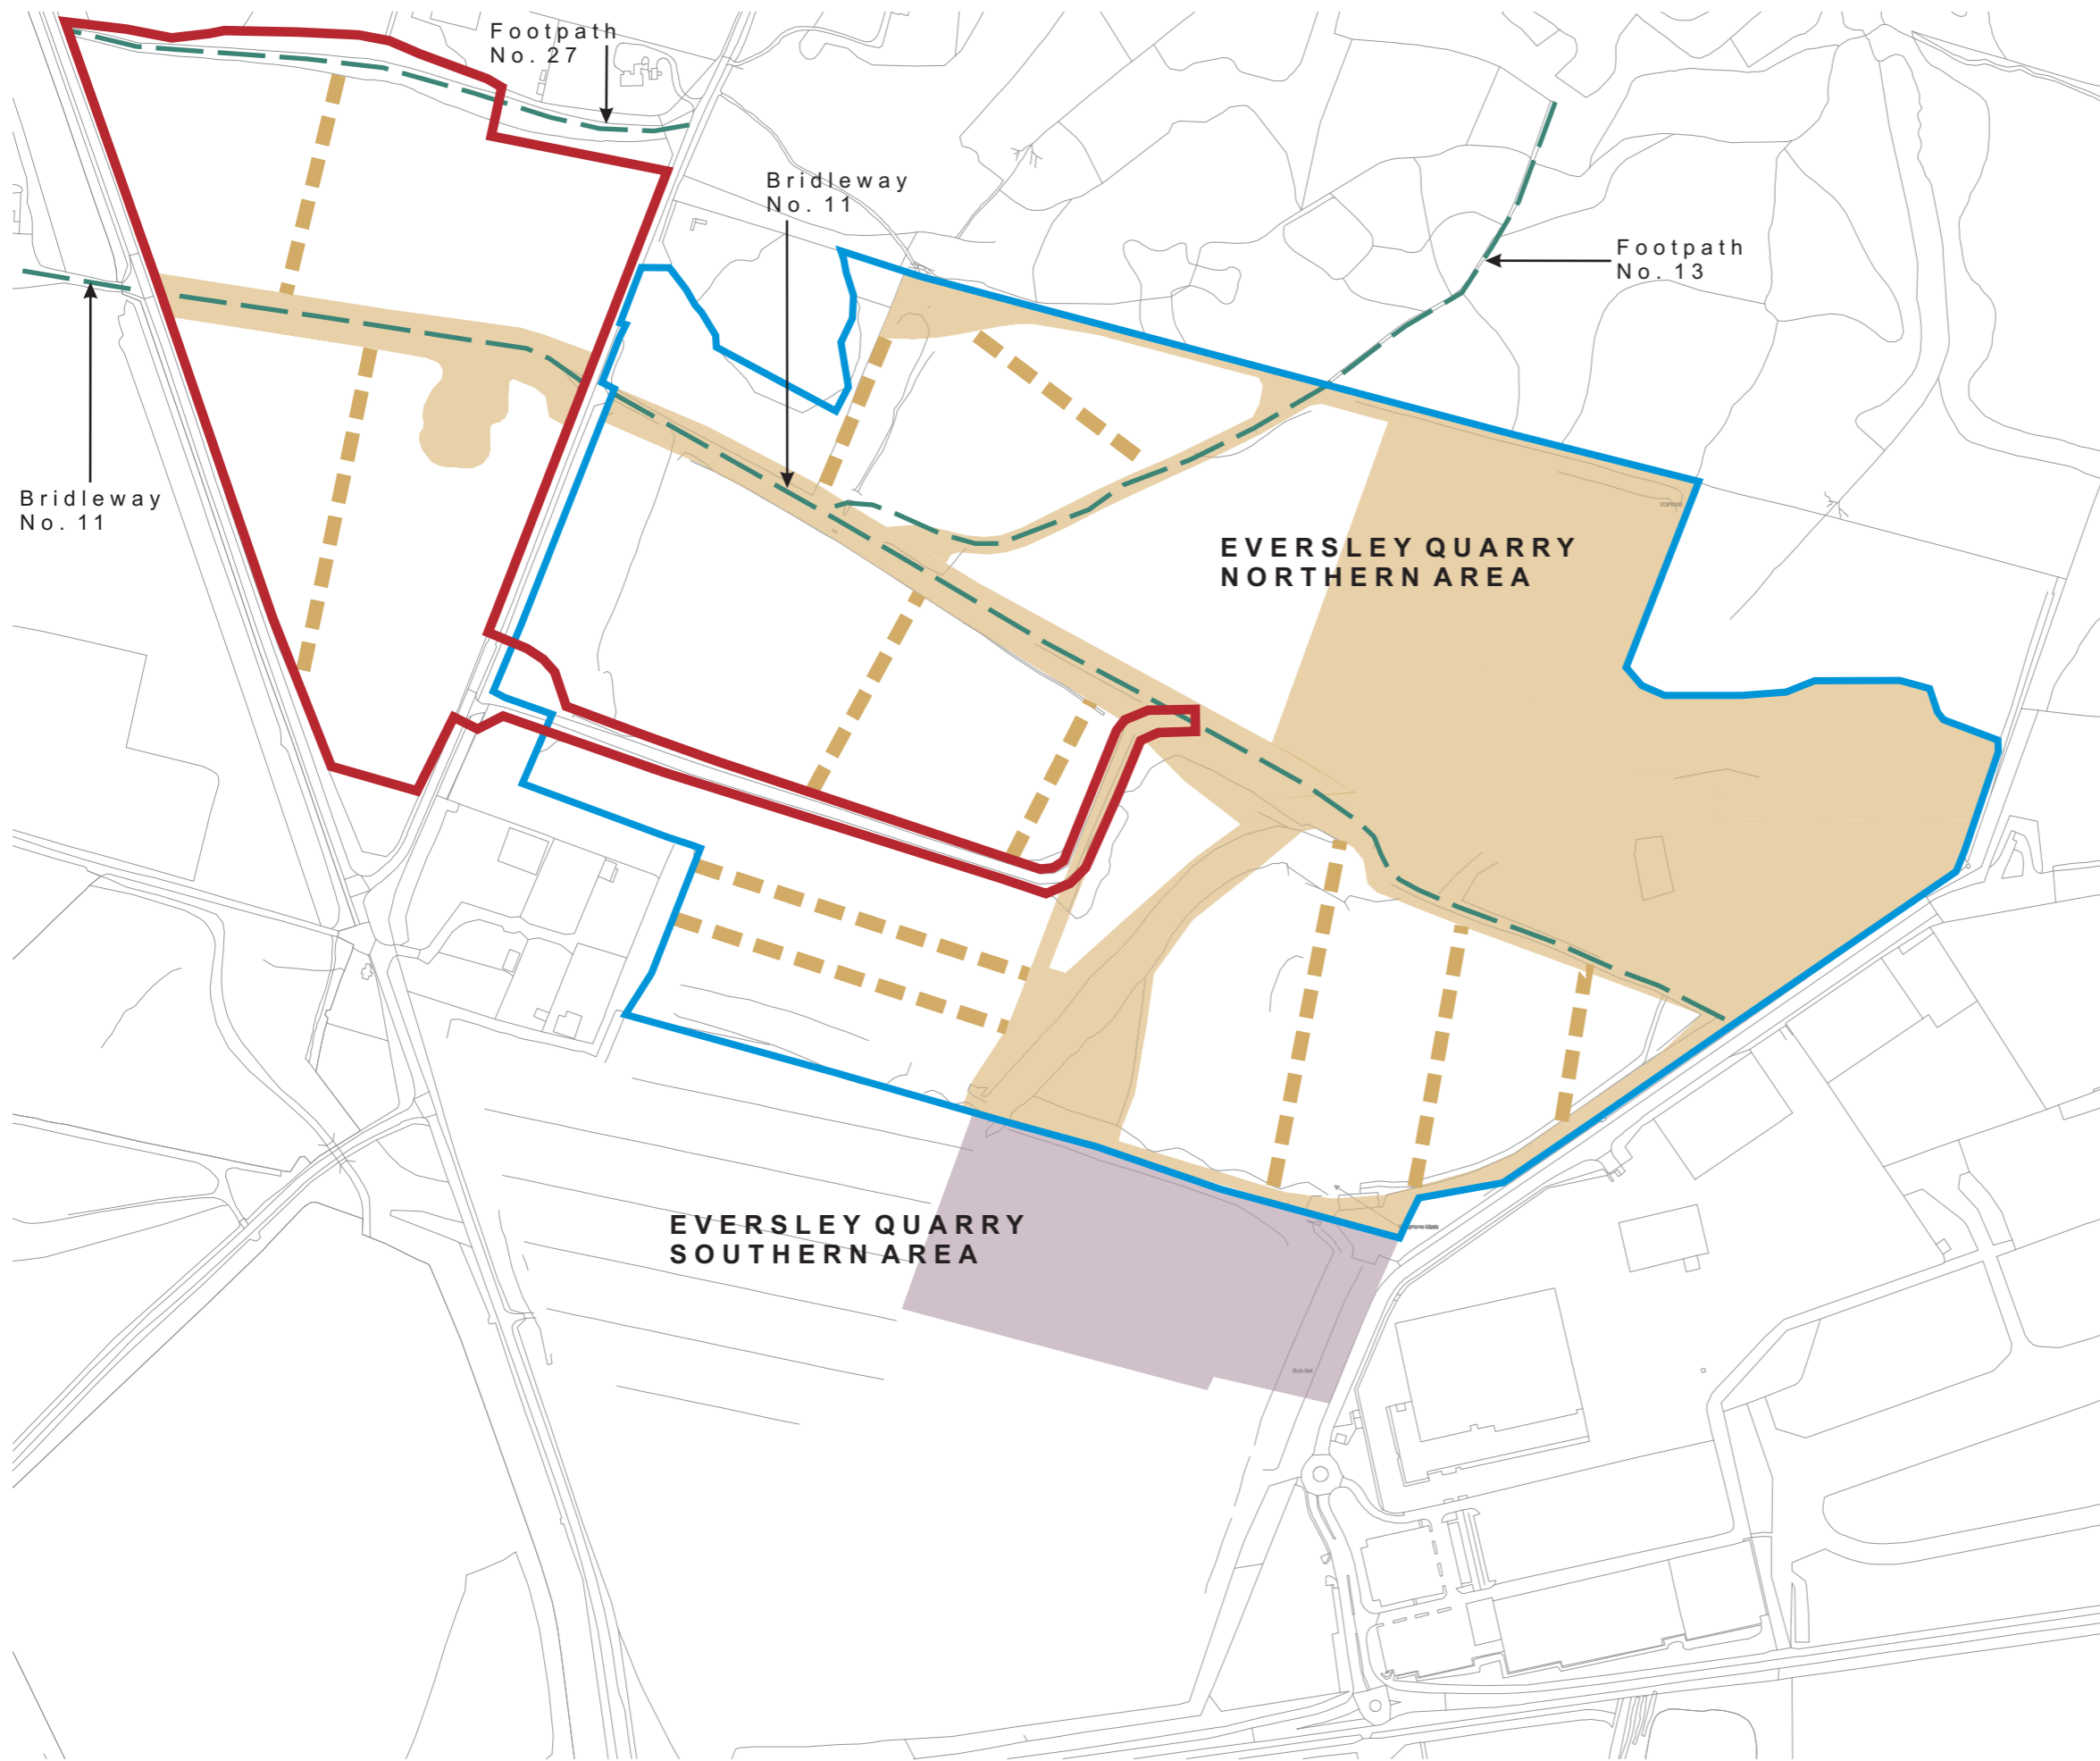 Footpath
No. 27
Bridleway
No. 11
Footpath
No. 13
Bridleway
No. 11
EVERSLEY QUARRY
NORTHERN AREA
EVERSLEY QUARRY
SOUTHERN AREA